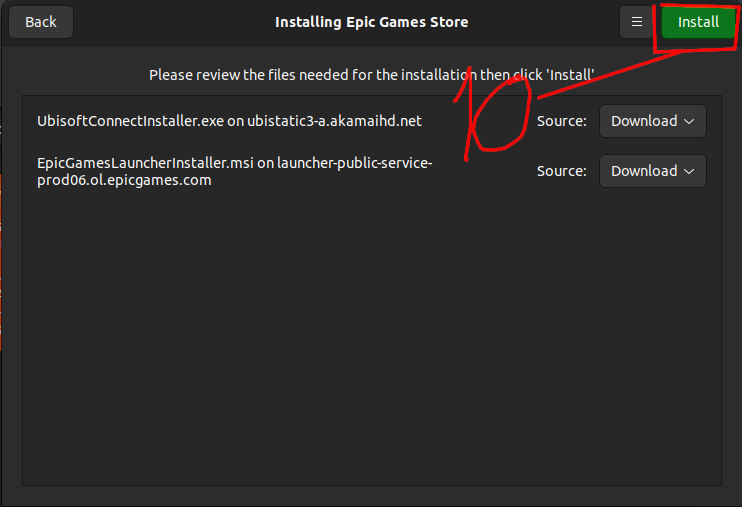 Back
Installing Epic Games Store
Install
Please review the files needed for the installation then click 'Install'
10
UbisoftConnectInstaller.exe on ubistatic3-a.akamaihd.net
Source:
Download
EpicGamesLauncherInstaller.msi on launcher-public-service-
prod06.ol.epicgames.com
Source:
Download